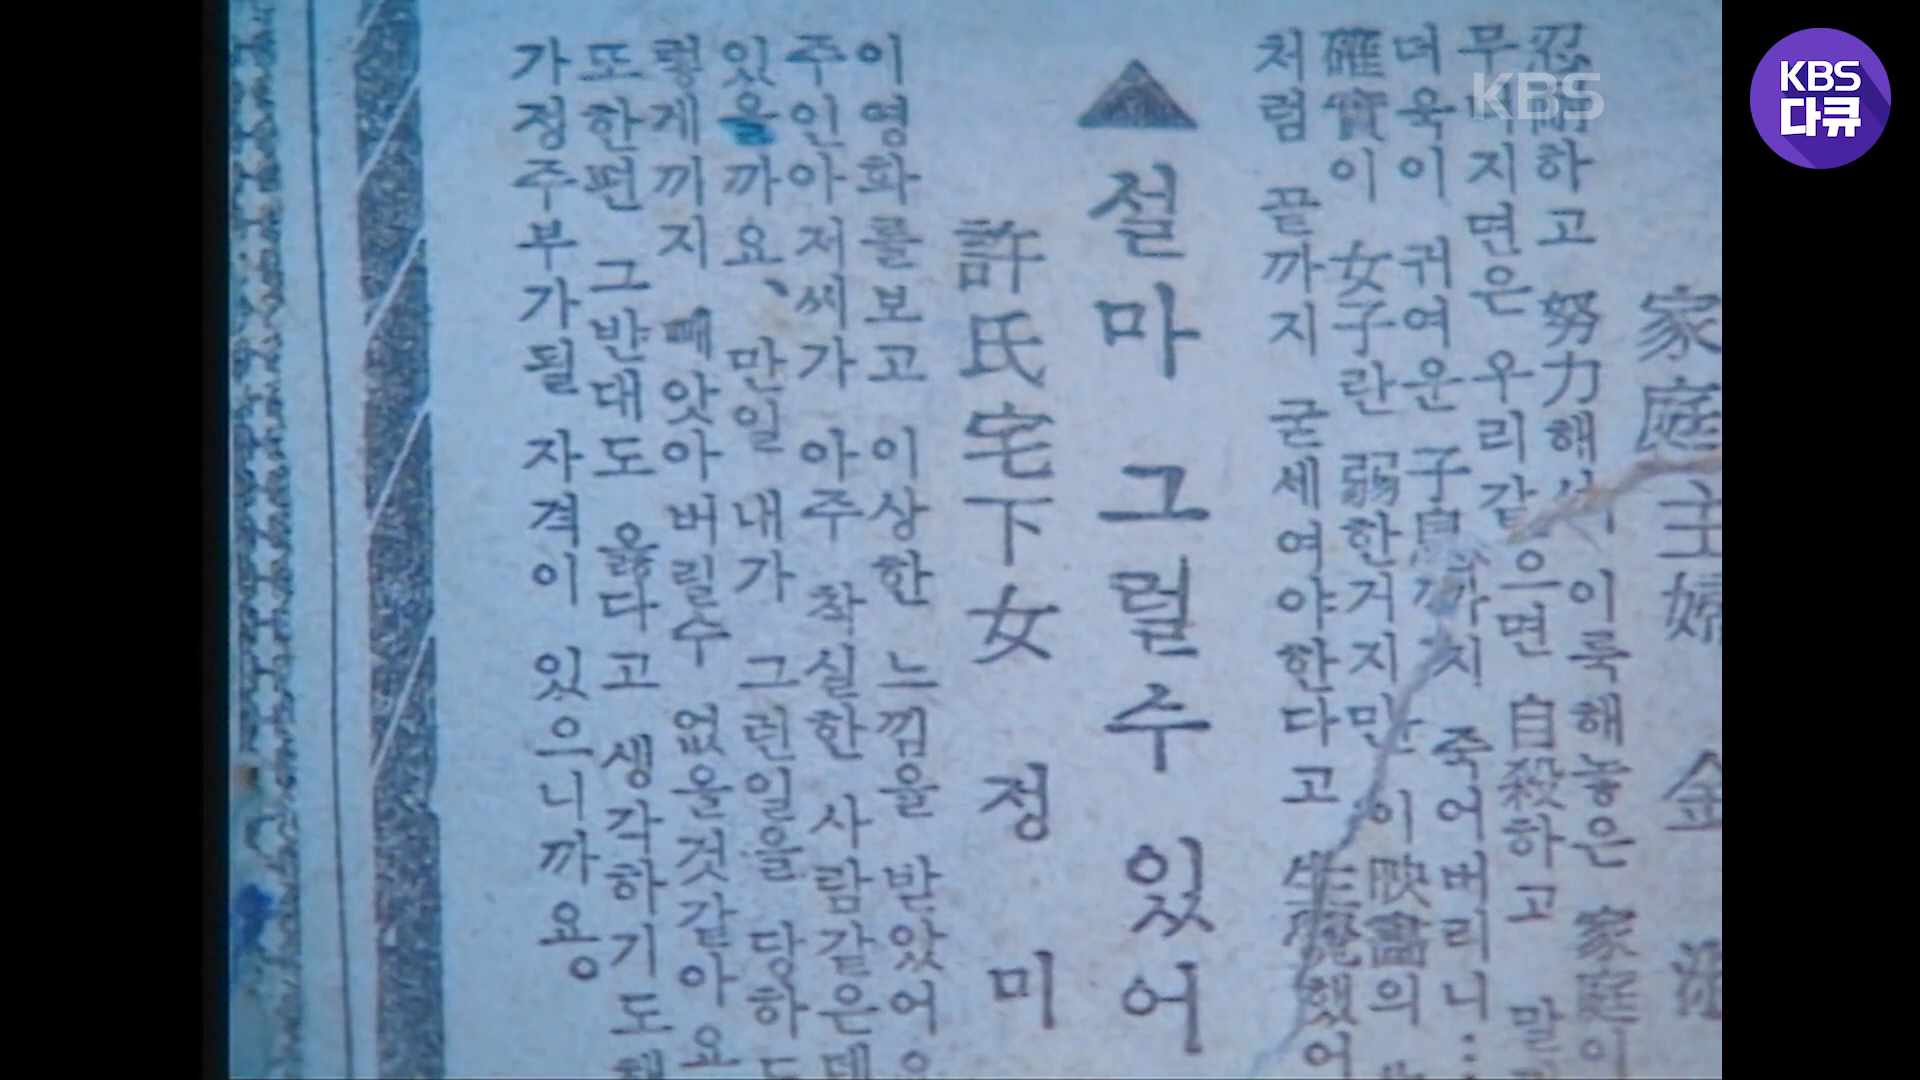 KBS
다큐
KBS
家庭主婦 金
忍耐하고 努力해서 이룩해놓은 家庭이
무너지면은 우리같으면 自殺하고 말
더욱이 귀여운 子息까지 죽어버리니……
確實이 女子란 弱한거지만 이 映畵의
처럼 끝까지 굳세여야한다고 生覺했어
▲설마 그럴수 있어
許氏宅下女 정미
이영화를보고 이상한 느낌을 받았어요
주인아저씨가 아주 착실한 사람같은데
있을까요、만일 내가 그런일을 당하
렇게끼지 빼앗아버릴수 없을것같아요
또한편 그반대도 옳다고 생각하기도
가정주부가될 자격이 있으니까요。